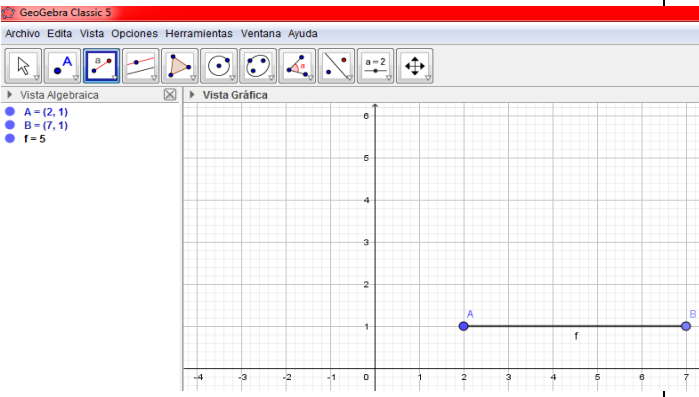 GeoGebra Classic 5
Archivo Edita Vista Opciones Herramientas Ventana Ayuda
A a α a = 2
Vista Algebraica
Vista Gráfica
A = (2, 1)
B = (7, 1)
f = 5
6
5
4
3
2
A B
1
f
-4 -3 -2 -1 0 1 2 3 4 5 6 7